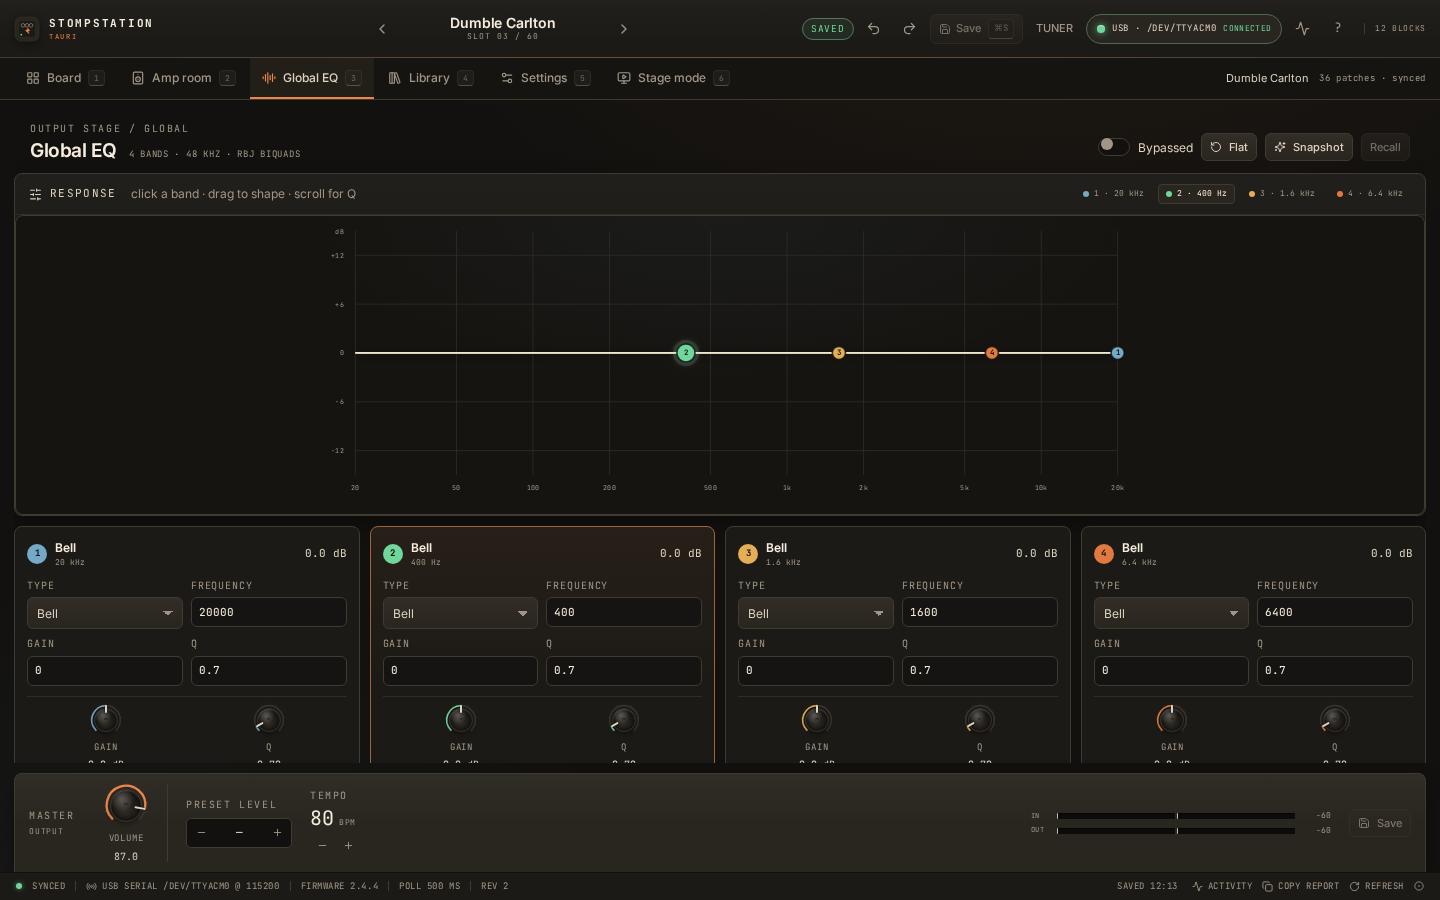 STOMPSTATION
TAURI
Dumble Carlton
SLOT 03 / 60
SAVED
Save ⌘S
TUNER
USB · /DEV/TTYACM0 CONNECTED
?
12 BLOCKS
Board 1
Amp room 2
Global EQ 3
Library 4
Settings 5
Stage mode 6
Dumble Carlton 36 patches · synced
OUTPUT STAGE / GLOBAL
Global EQ 4 BANDS · 48 KHZ · RBJ BIQUADS
Bypassed
Flat
Snapshot
Recall
RESPONSE click a band · drag to shape · scroll for Q
1 · 20 kHz
2 · 400 Hz
3 · 1.6 kHz
4 · 6.4 kHz
dB
+12
+6
0
-6
-12
2
3
4
1
20 50 100 200 500 1k 2k 5k 10k 20k
1 Bell 0.0 dB
20 kHz
TYPE FREQUENCY
Bell 20000
GAIN Q
0 0.7
GAIN Q
2 Bell 0.0 dB
400 Hz
TYPE FREQUENCY
Bell 400
GAIN Q
0 0.7
GAIN Q
3 Bell 0.0 dB
1.6 kHz
TYPE FREQUENCY
Bell 1600
GAIN Q
0 0.7
GAIN Q
4 Bell 0.0 dB
6.4 kHz
TYPE FREQUENCY
Bell 6400
GAIN Q
0 0.7
GAIN Q
MASTER
OUTPUT
VOLUME
87.0
PRESET LEVEL
− – +
TEMPO
80 BPM
− +
IN -60
OUT -60
Save
SYNCED
USB SERIAL /DEV/TTYACM0 @ 115200
FIRMWARE 2.4.4
POLL 500 MS
REV 2
SAVED 12:13
ACTIVITY
COPY REPORT
REFRESH